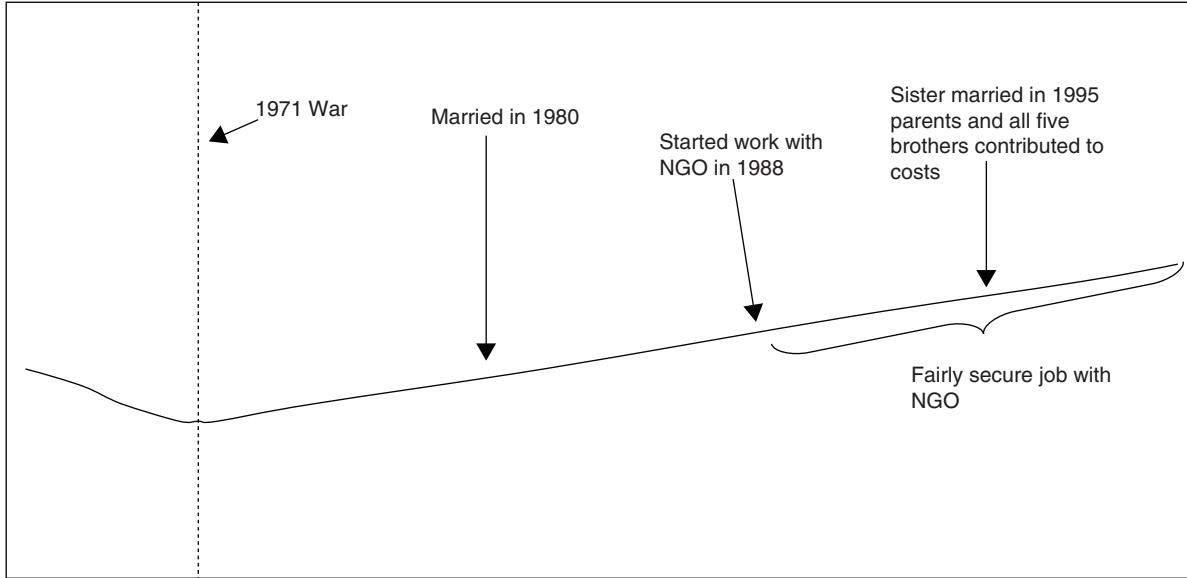 1971 War
Married in 1980
Started work with
NGO in 1988
Sister married in 1995
parents and all five
brothers contributed to
costs
Fairly secure job with
NGO